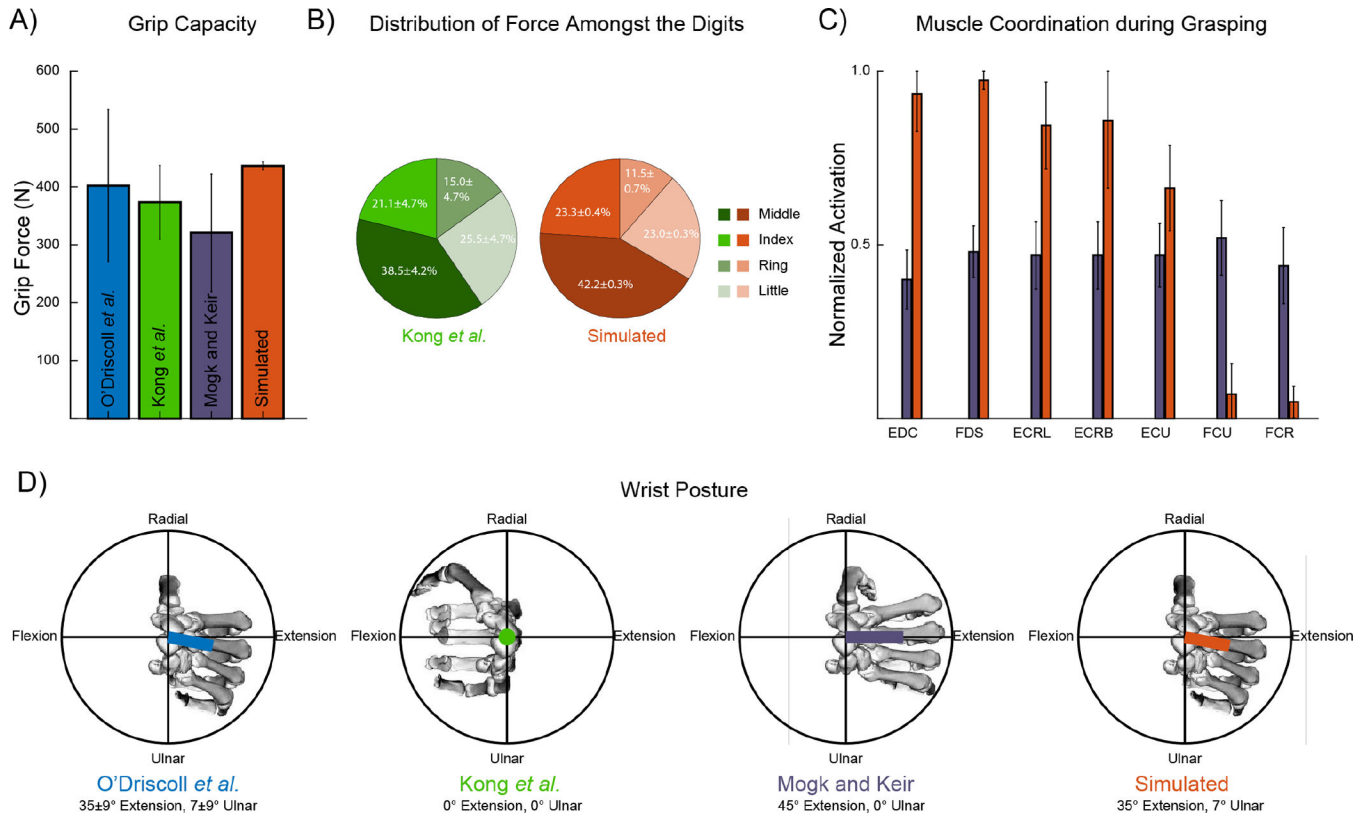 A) Grip Capacity
600
500
400
300
200
100
Grip Force (N)
O'Driscoll et al.
Kong et al.
Mogk and Keir
Simulated
B) Distribution of Force Amongst the Digits
15.0±
4.7%
21.1±4.7%
25.5±4.7%
38.5±4.2%
Kong et al.
11.5±
0.7%
23.3±0.4%
23.0±0.3%
42.2±0.3%
Simulated
Middle
Index
Ring
Little
C) Muscle Coordination during Grasping
1.0
0.5
Normalized Activation
EDC FDS ECRL ECRB ECU FCU FCR
D) Wrist Posture
Radial
Flexion Extension
Ulnar
O'Driscoll et al.
35±9° Extension, 7±9° Ulnar
Radial
Flexion Extension
Ulnar
Kong et al.
0° Extension, 0° Ulnar
Radial
Flexion Extension
Ulnar
Mogk and Keir
45° Extension, 0° Ulnar
Radial
Flexion Extension
Ulnar
Simulated
35° Extension, 7° Ulnar